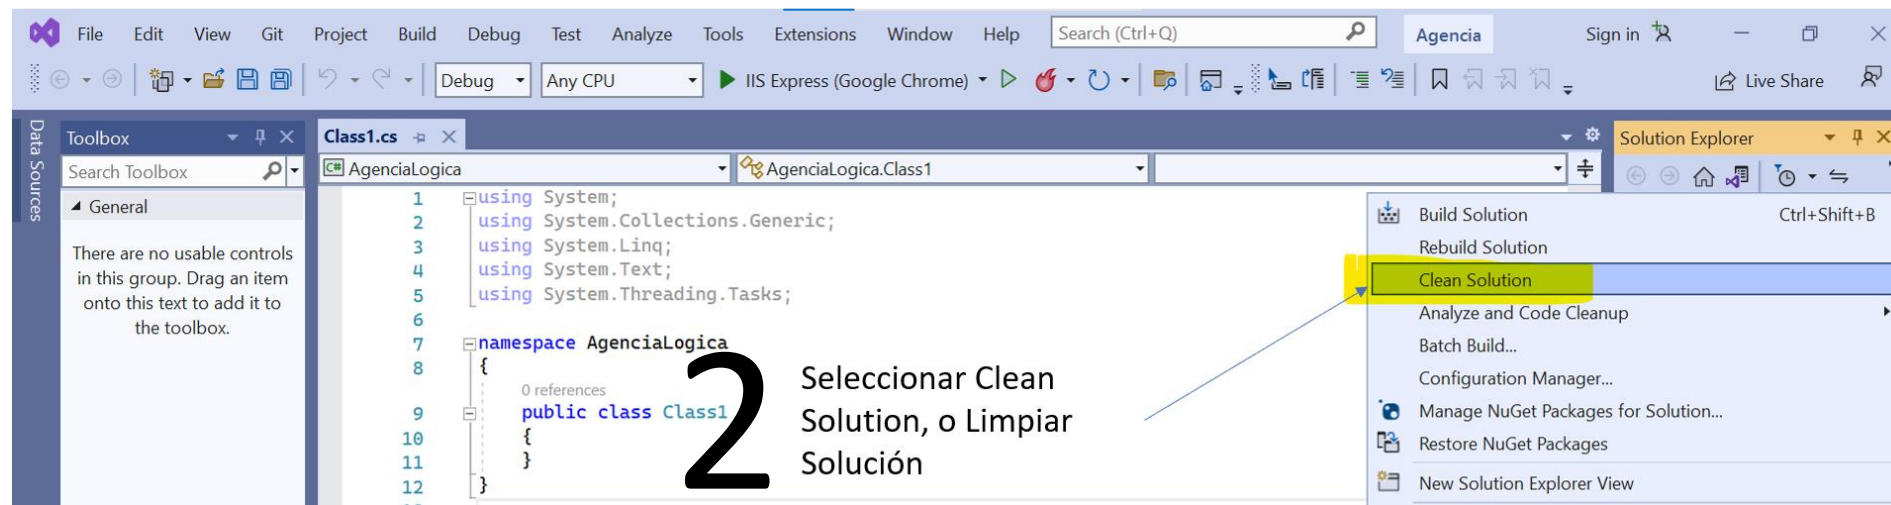 File Edit View Git Project Build Debug Test Analyze Tools Extensions Window Help Search (Ctrl+Q) Agencia Sign in
Debug Any CPU IIS Express (Google Chrome) Live Share
Data Sources
Toolbox
Search Toolbox
General
There are no usable controls
in this group. Drag an item
onto this text to add it to
the toolbox.
Class1.cs
C# AgenciaLogica AgenciaLogica.Class1
1 using System;
2 using System.Collections.Generic;
3 using System.Linq;
4 using System.Text;
5 using System.Threading.Tasks;
6
7 namespace AgenciaLogica
8 {
0 references
9 public class Class1
10 {
11 }
12 }
2
Seleccionar Clean
Solution, o Limpiar
Solución
Solution Explorer
Build Solution Ctrl+Shift+B
Rebuild Solution
Clean Solution
Analyze and Code Cleanup
Batch Build...
Configuration Manager...
Manage NuGet Packages for Solution...
Restore NuGet Packages
New Solution Explorer View